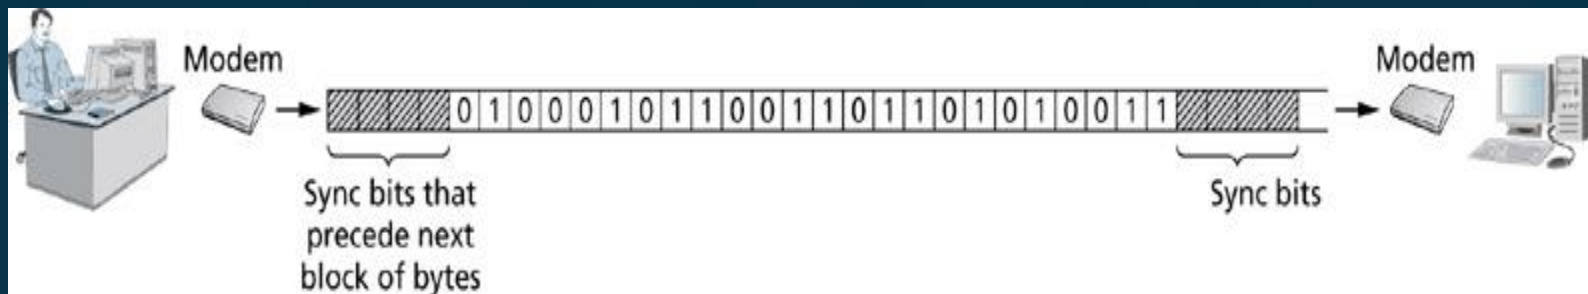 Modem
Modem
0 1 0 0 0 1 0 1 1 0 0 1 1 0 1 1 0 1 0 1 0 0 1 1
Sync bits that
precede next
block of bytes
Sync bits